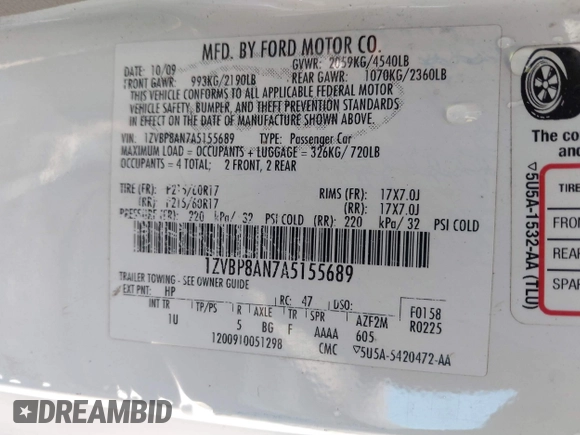 MFD. BY FORD MOTOR CO.
DATE: 10/09 GVWR: 2059KG/4540LB
FRONT GAWR: 993KG/2190LB REAR GAWR: 1070KG/2360LB
THIS VEHICLE CONFORMS TO ALL APPLICABLE FEDERAL MOTOR
VEHICLE SAFETY, BUMPER, AND THEFT PREVENTION STANDARDS
IN EFFECT ON THE DATE OF MANUFACTURE SHOWN ABOVE.
VIN: 1ZVBP8AN7A5155689 TYPE: Passenger Car
MAXIMUM LOAD = OCCUPANTS + LUGGAGE = 326KG/720LB
OCCUPANTS = 4 TOTAL: 2 FRONT, 2 REAR
TIRE (FR): P215/60R17 RIMS (FR): 17X7.0J
(RR): P215/60R17 (RR): 17X7.0J
PRESSURE (FR): 220 kPa/ 32 PSI COLD (RR): 220 kPa/ 32 PSI COLD
1ZVBP8AN7A5155689
TRAILER TOWING - SEE OWNER GUIDE
EXT PNT: HP RC: 47 DSO: F0158
INT TR TP/PS R AXLE TR SPR AZF2M R0225
1U 5 BG F AAAA 605
1200910051298 CMC ▽5U5A-5420472-AA
The co
and
▽5U5A-1532-AA (TLU)
TIRE
FRON
REAR
SPAR
AUTOBIDMASTER
DREAMBID